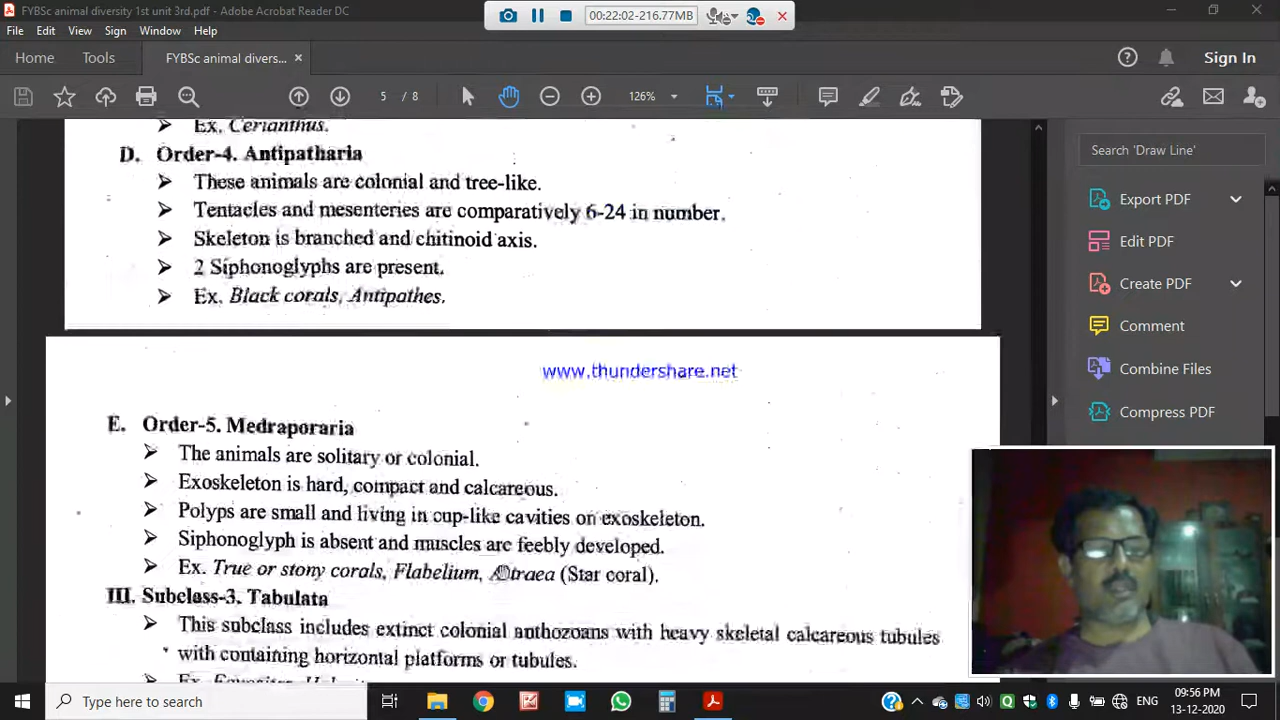 FYBSc animal diversity 1st unit 3rd.pdf - Adobe Acrobat Reader DC
00:22:02-216.77MB
File Edit View Sign Window Help
Home Tools FYBSc animal divers... × Sign In
5 / 8 126%
Ex. Cerianthus.
D. Order-4. Antipatharia
These animals are colonial and tree-like.
Tentacles and mesenteries are comparatively 6-24 in number.
Skeleton is branched and chitinoid axis.
2 Siphonoglyphs are present.
Ex. Black corals, Antipathes.
www.thundershare.net
E. Order-5. Medraporaria
The animals are solitary or colonial.
Exoskeleton is hard, compact and calcareous.
Polyps are small and living in cup-like cavities on exoskeleton.
Siphonoglyph is absent and muscles are feebly developed.
Ex. True or stony corals, Flabelium, Astraea (Star coral).
III. Subclass-3. Tabulata
This subclass includes extinct colonial anthozoans with heavy skeletal calcareous tubules
with containing horizontal platforms or tubules.
Ex.
Search 'Draw Line'
Export PDF
Edit PDF
Create PDF
Comment
Combine Files
Compress PDF
Type here to search
ENG
09:56 PM
13-12-2020